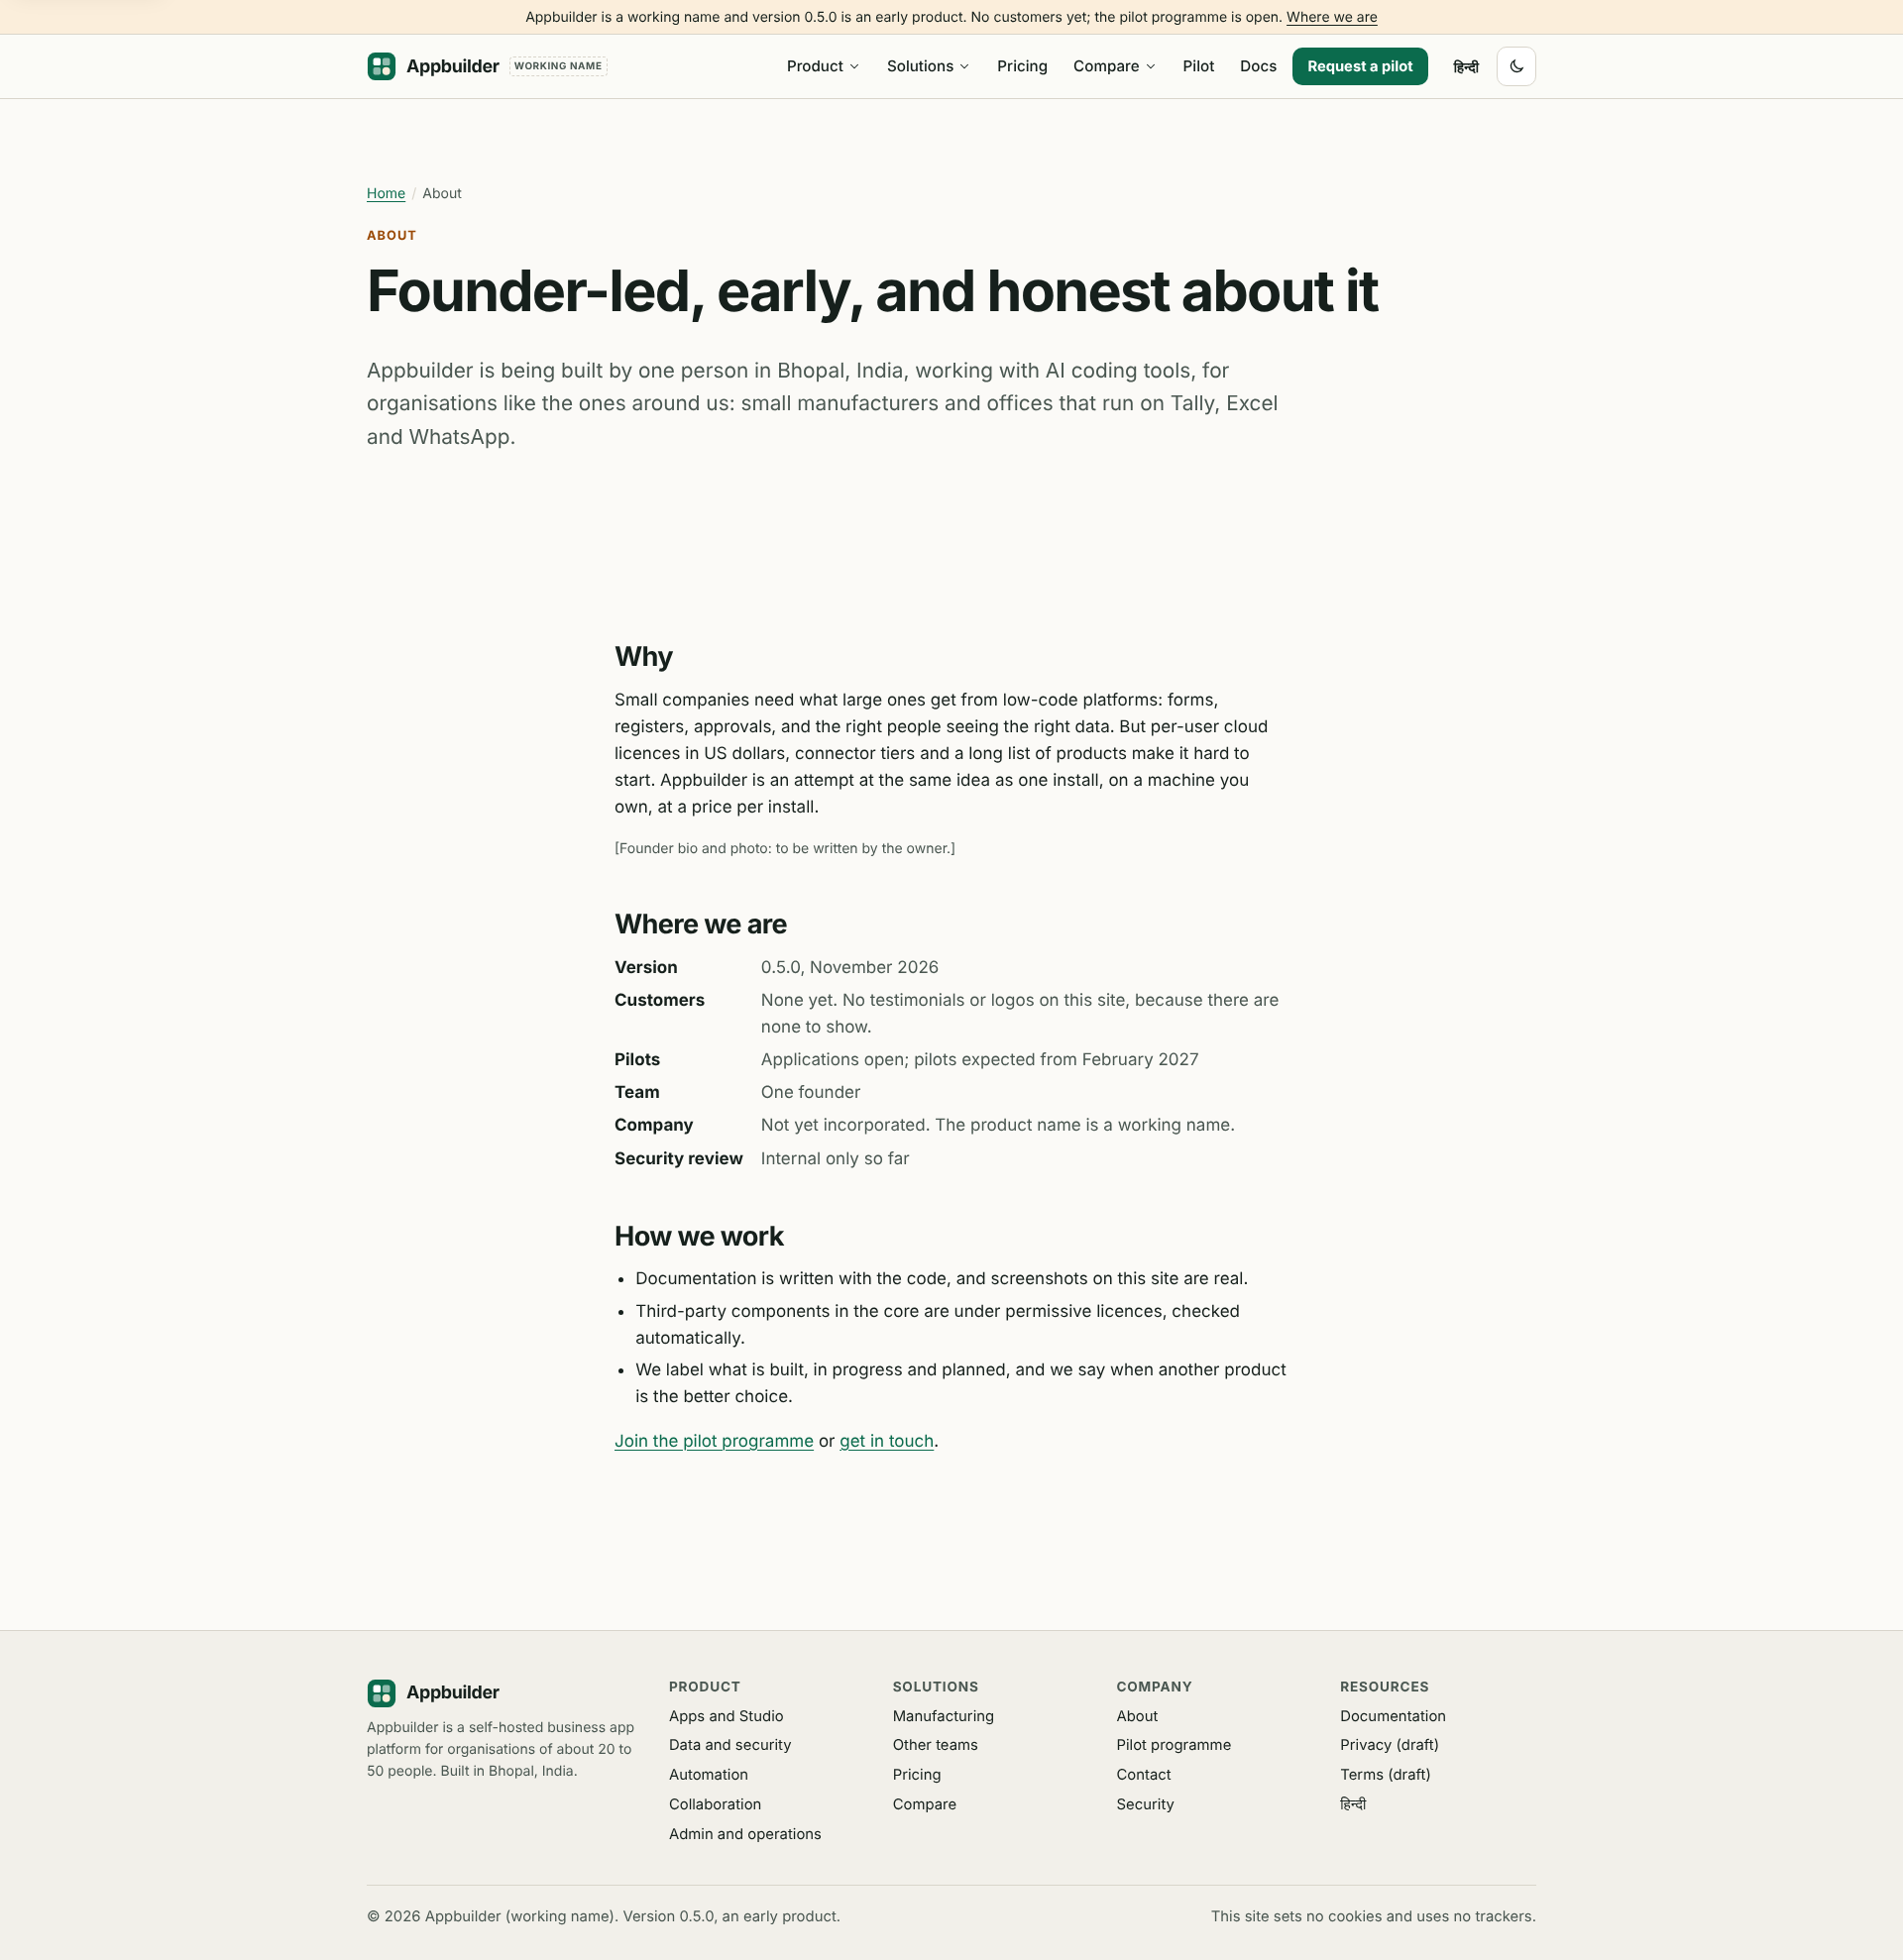 Appbuilder is a working name and version 0.5.0 is an early product. No customers yet; the pilot programme is open. Where we are
Appbuilder WORKING NAME Product Solutions Pricing Compare Pilot Docs Request a pilot हिन्दी
Home / About
ABOUT
Founder-led, early, and honest about it
Appbuilder is being built by one person in Bhopal, India, working with AI coding tools, for
organisations like the ones around us: small manufacturers and offices that run on Tally, Excel
and WhatsApp.
Why
Small companies need what large ones get from low-code platforms: forms,
registers, approvals, and the right people seeing the right data. But per-user cloud
licences in US dollars, connector tiers and a long list of products make it hard to
start. Appbuilder is an attempt at the same idea as one install, on a machine you
own, at a price per install.
[Founder bio and photo: to be written by the owner.]
Where we are
Version 0.5.0, November 2026
Customers None yet. No testimonials or logos on this site, because there are
none to show.
Pilots Applications open; pilots expected from February 2027
Team One founder
Company Not yet incorporated. The product name is a working name.
Security review Internal only so far
How we work
• Documentation is written with the code, and screenshots on this site are real.
• Third-party components in the core are under permissive licences, checked
automatically.
• We label what is built, in progress and planned, and we say when another product
is the better choice.
Join the pilot programme or get in touch.
Appbuilder
Appbuilder is a self-hosted business app
platform for organisations of about 20 to
50 people. Built in Bhopal, India.
PRODUCT
Apps and Studio
Data and security
Automation
Collaboration
Admin and operations
SOLUTIONS
Manufacturing
Other teams
Pricing
Compare
COMPANY
About
Pilot programme
Contact
Security
RESOURCES
Documentation
Privacy (draft)
Terms (draft)
हिन्दी
© 2026 Appbuilder (working name). Version 0.5.0, an early product.
This site sets no cookies and uses no trackers.